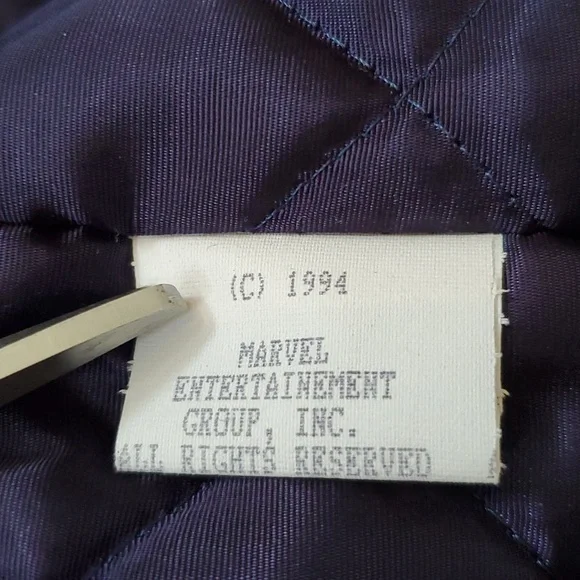 (C) 1994
MARVEL
ENTERTAINEMENT
GROUP, INC.
ALL RIGHTS RESERVED